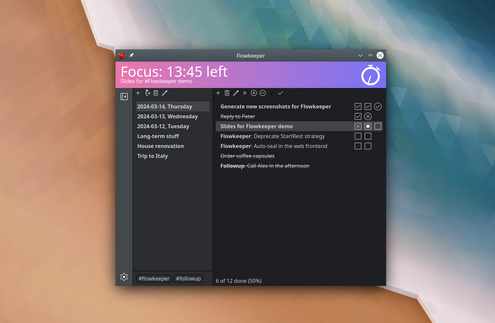 Flowkeeper
Focus: 13:45 left
Slides for #Flowkeeper demo
2024-03-14, Thursday
2024-03-13, Wednesday
2024-03-12, Tuesday
Long-term stuff
House renovation
Trip to Italy
Generate new screenshots for Flowkeeper
Reply to Peter
Slides for Flowkeeper demo
Flowkeeper: Deprecate StartRest strategy
Flowkeeper: Auto-seal in the web frontend
Order coffee capsules
Followup: Call Alex in the afternoon
#flowkeeper #followup
6 of 12 done (50%)